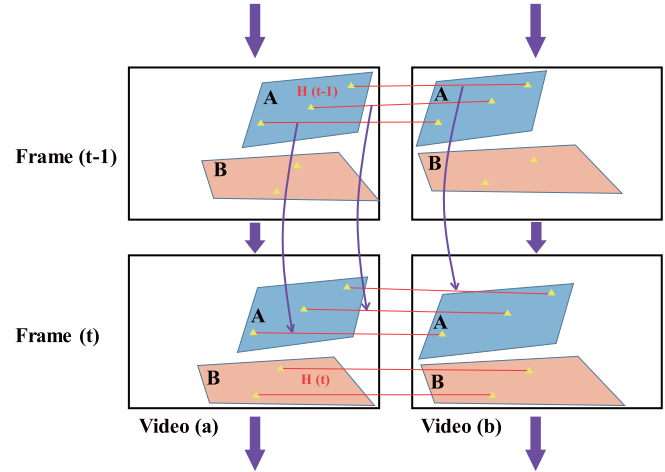 A
H (t-1)
A
B
B
Frame (t-1)
A
A
Frame (t)
B
H (t)
B
Video (a)
Video (b)